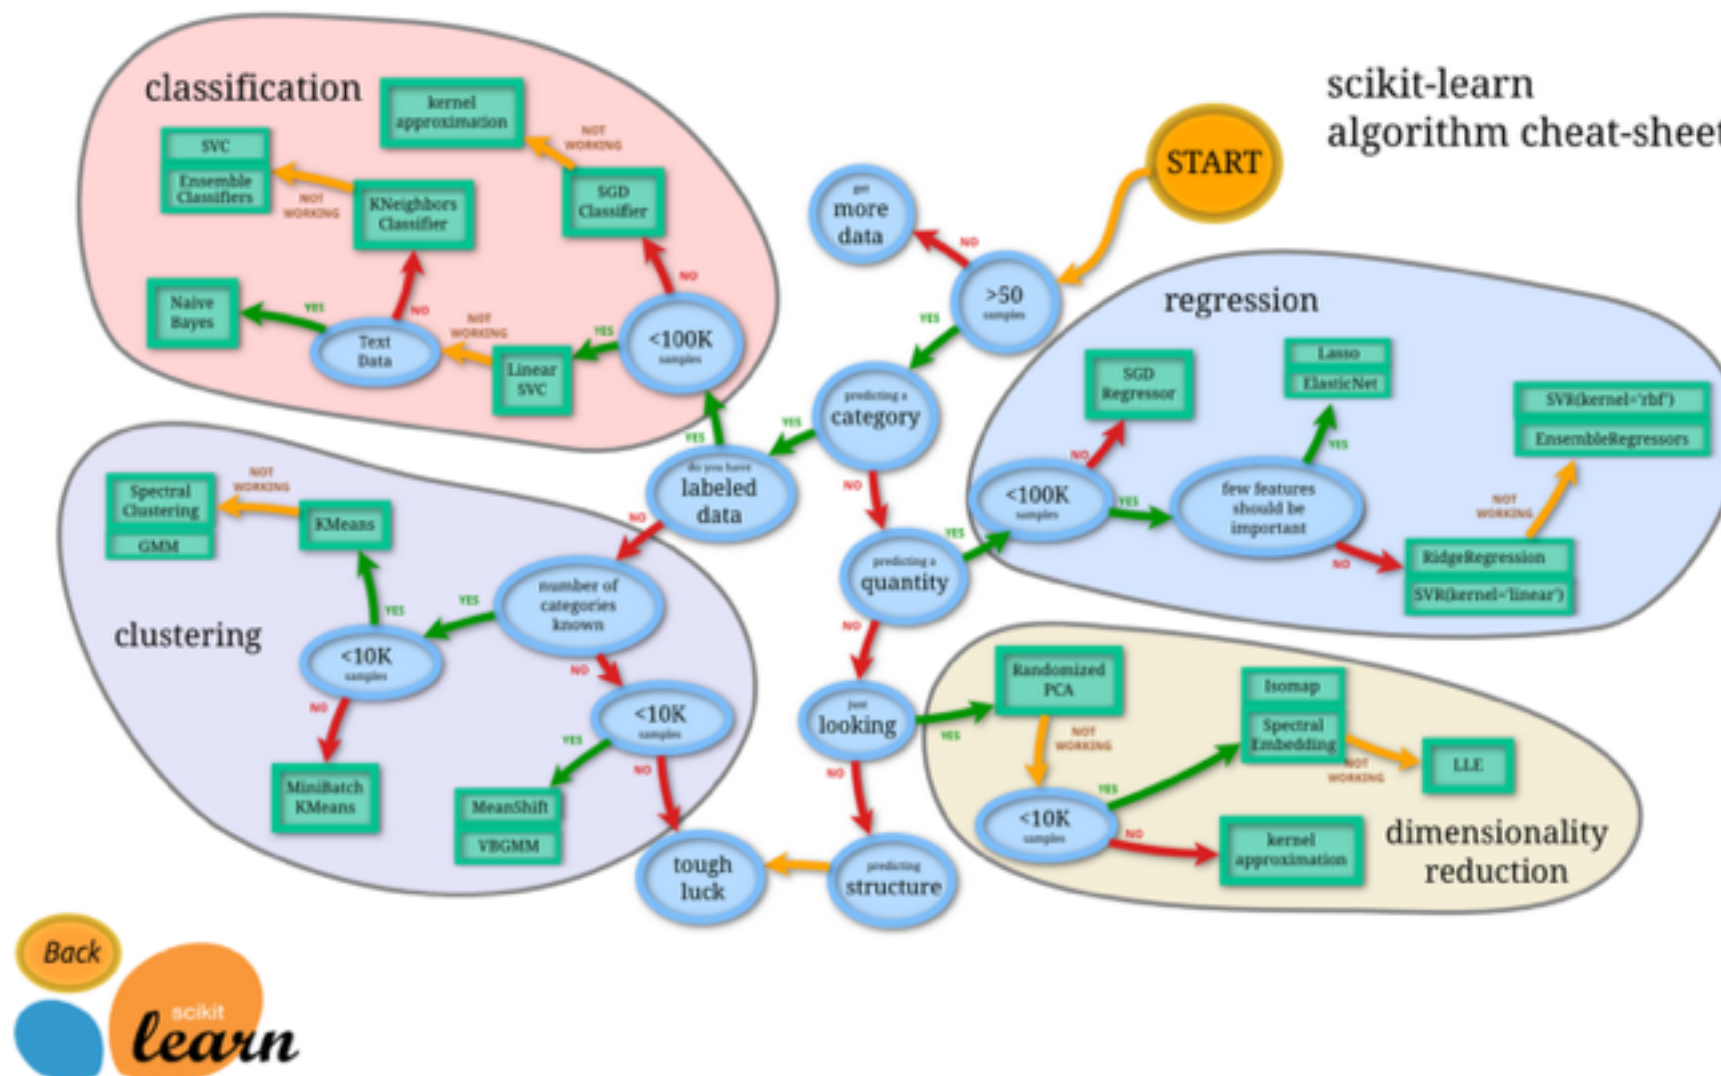 scikit-learn
algorithm cheat-sheet
START
classification
kernel
approximation
NOT
WORKING
SVC
Ensemble
Classifiers
NOT
WORKING
KNeighbors
Classifier
SGD
Classifier
NO
Naive
Bayes
YES
NO
Text
Data
NOT
WORKING
Linear
SVC
YES
<100K
samples
YES
get
more
data
NO
>50
samples
YES
predicting a
category
YES
do you have
labeled
data
NO
NO
predicting a
quantity
YES
NO
just
looking
YES
NO
predicting
structure
tough
luck
regression
SGD
Regressor
NO
<100K
samples
YES
Lasso
ElasticNet
YES
few features
should be
important
NO
SVR(kernel='rbf')
EnsembleRegressors
NOT
WORKING
RidgeRegression
SVR(kernel='linear')
clustering
Spectral
Clustering
GMM
NOT
WORKING
KMeans
YES
<10K
samples
YES
number of
categories
known
NO
NO
MiniBatch
KMeans
<10K
samples
YES
NO
MeanShift
VBGMM
dimensionality
reduction
Randomized
PCA
NOT
WORKING
<10K
samples
YES
NO
Isomap
Spectral
Embedding
NOT
WORKING
LLE
kernel
approximation
Back
scikit
learn